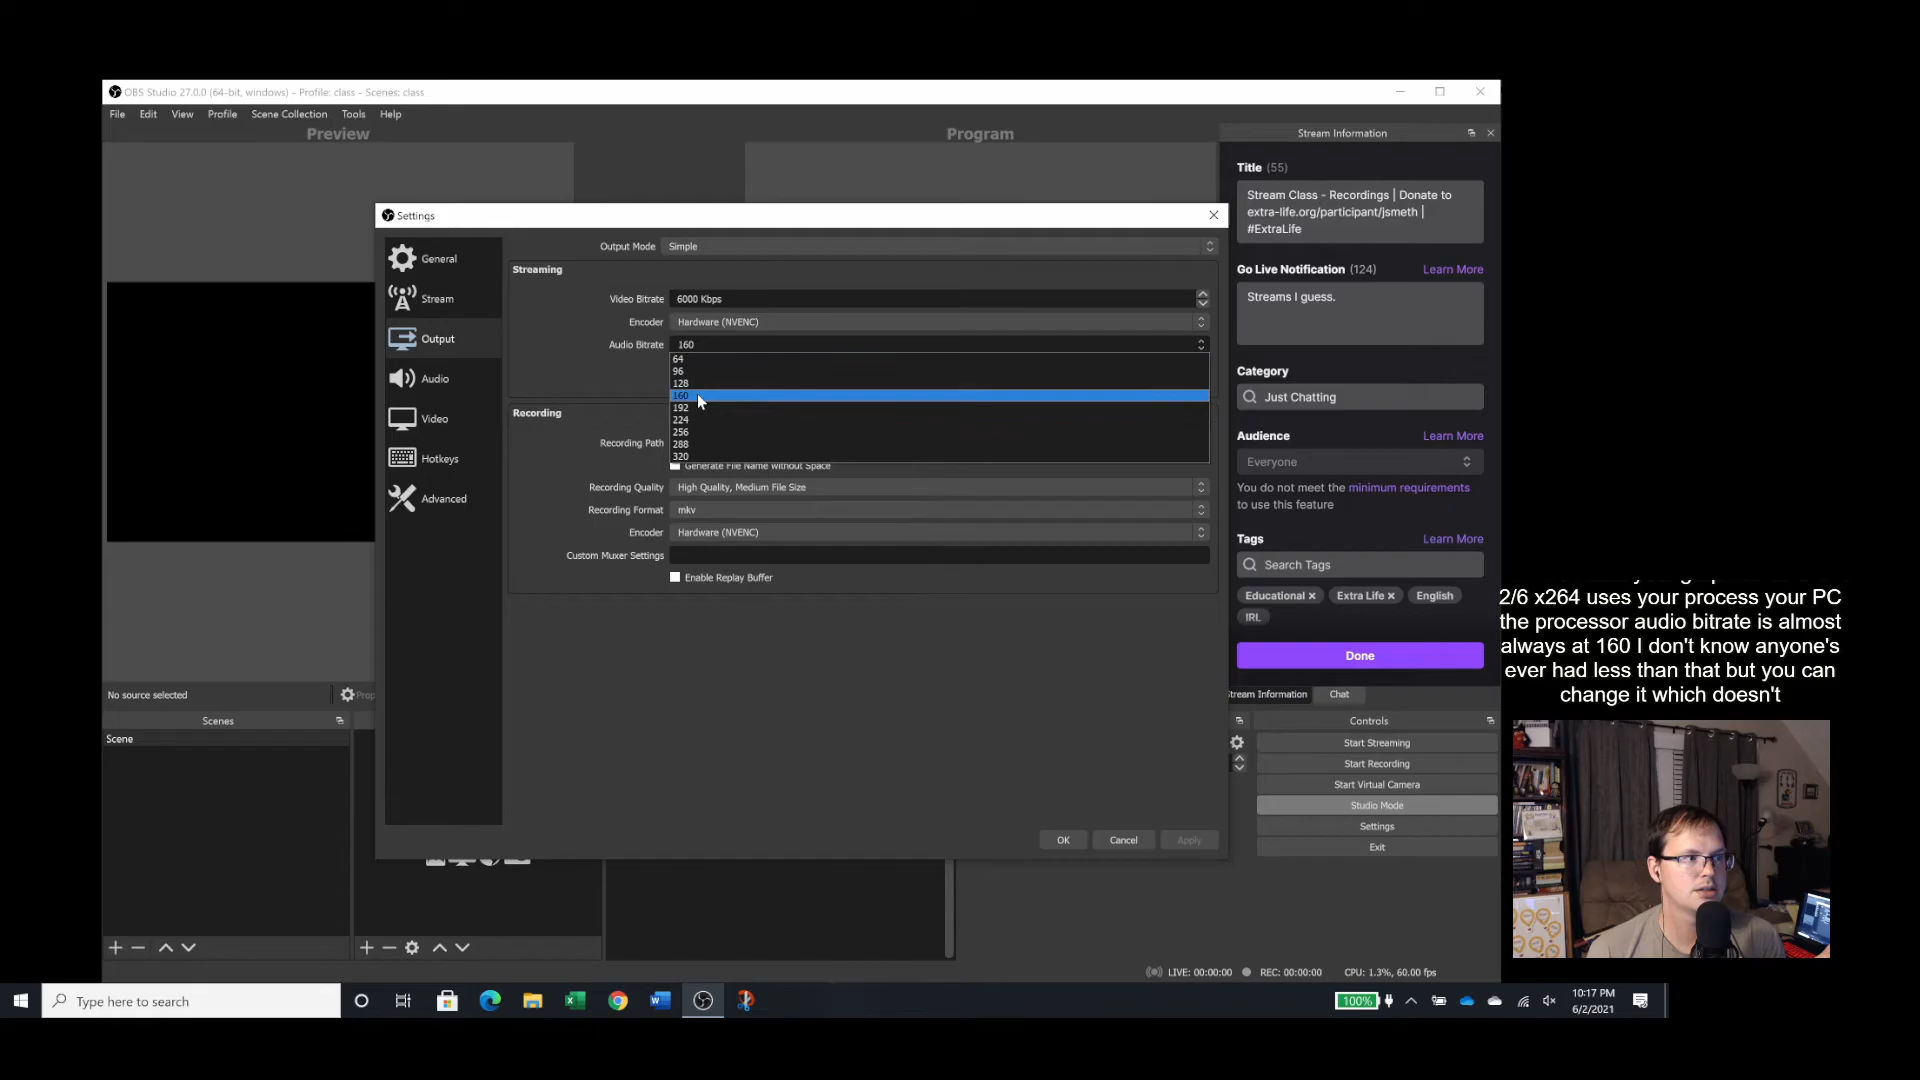 OBS Studio 27.0.0 (64-bit, windows) - Profile: class - Scenes: class
File Edit View Profile Scene Collection Tools Help
Preview
Program
Stream Information
Title (55)
Stream Class - Recordings | Donate to
extra-life.org/participant/jsmeth |
#ExtraLife
Go Live Notification (124) Learn More
Streams I guess.
Category
Just Chatting
Audience Learn More
Everyone
You do not meet the minimum requirements
to use this feature
Tags Learn More
Search Tags
Educational × Extra Life × English
IRL
Done
Stream Information Chat
Settings
General
Stream
Output
Audio
Video
Hotkeys
Advanced
Output Mode Simple
Streaming
Video Bitrate 6000 Kbps
Encoder Hardware (NVENC)
Audio Bitrate 160
64
96
128
160
192
224
256
288
320
Recording
Recording Path
Generate File Name without Space
Recording Quality High Quality, Medium File Size
Recording Format mkv
Encoder Hardware (NVENC)
Custom Muxer Settings
Enable Replay Buffer
OK Cancel Apply
2/6 x264 uses your process your PC
the processor audio bitrate is almost
always at 160 I don't know anyone's
ever had less than that but you can
change it which doesn't
No source selected
Scenes
Scene
Controls
Start Streaming
Start Recording
Start Virtual Camera
Studio Mode
Settings
Exit
LIVE: 00:00:00 REC: 00:00:00 CPU: 1.3%, 60.00 fps
Type here to search
100%
10:17 PM
6/2/2021